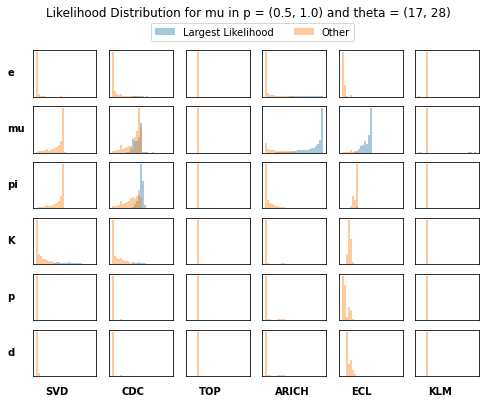 Likelihood Distribution for mu in p = (0.5, 1.0) and theta = (17, 28)
Largest Likelihood Other
e
mu
pi
K
p
d
SVD CDC TOP ARICH ECL KLM